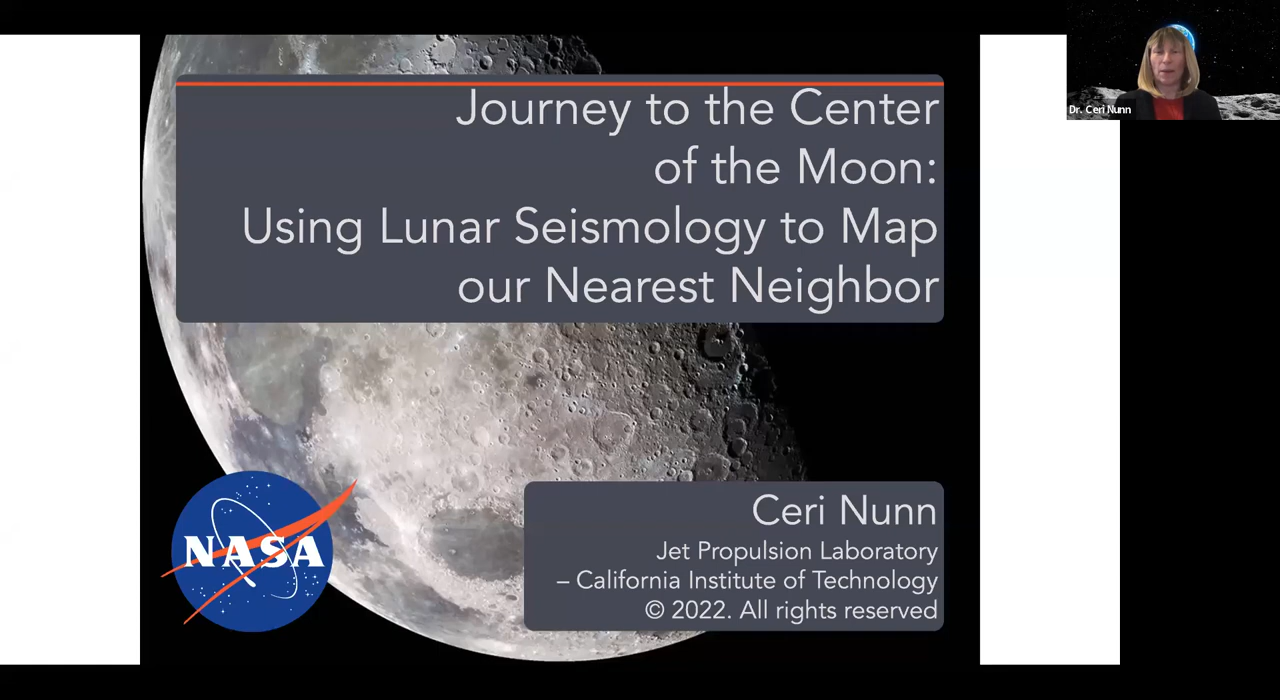 Journey to the Center
of the Moon:
Using Lunar Seismology to Map
our Nearest Neighbor
NASA
Ceri Nunn
Jet Propulsion Laboratory
– California Institute of Technology
© 2022. All rights reserved
Dr. Ceri Nunn